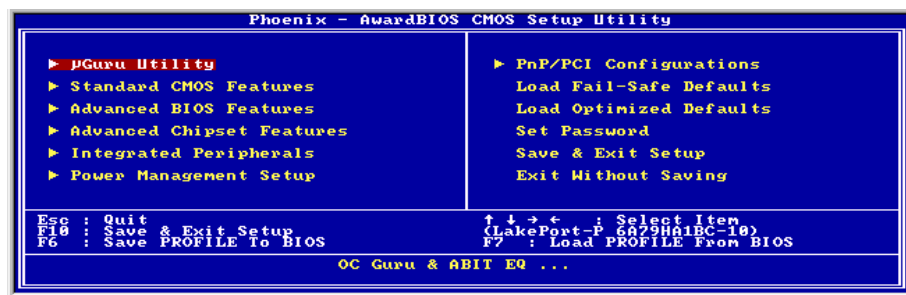 Phoenix - AwardBIOS CMOS Setup Utility
▶ µGuru Utility
▶ Standard CMOS Features
▶ Advanced BIOS Features
▶ Advanced Chipset Features
▶ Integrated Peripherals
▶ Power Management Setup
▶ PnP/PCI Configurations
Load Fail-Safe Defaults
Load Optimized Defaults
Set Password
Save & Exit Setup
Exit Without Saving
Esc : Quit
F10 : Save & Exit Setup
F6 : Save PROFILE To BIOS
↑ ↓ → ← : Select Item
(LakePort-P 6A79HA1BC-10)
F7 : Load PROFILE From BIOS
OC Guru & ABIT EQ ...